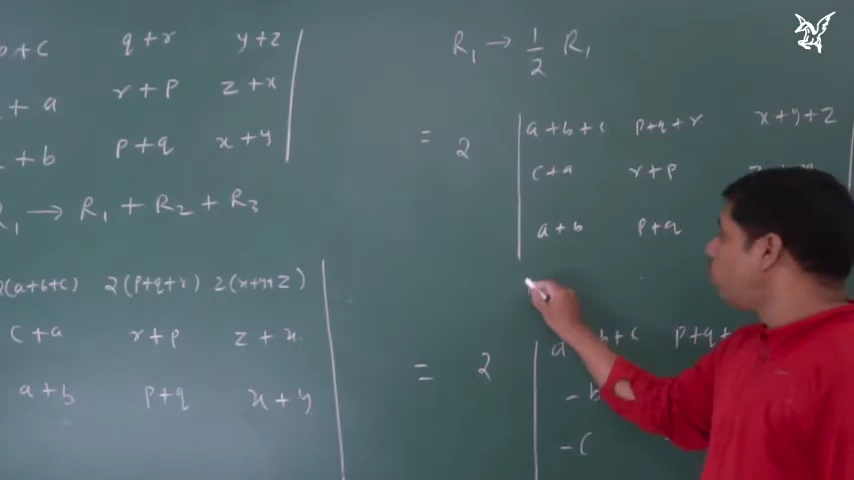 b+c q+r y+z
+ a r+p z+x
+ b p+q x+y
R₁ → R₁ + R₂ + R₃
2(a+b+c) 2(p+q+r) 2(x+y+z)
c+a r+p z+x
a+b p+q x+y
R₁ → 1/2 R₁
= 2 a+b+c p+q+r x+y+z
c+a r+p
a+b p+q
= 2 a b+c p+q+
-b
-c